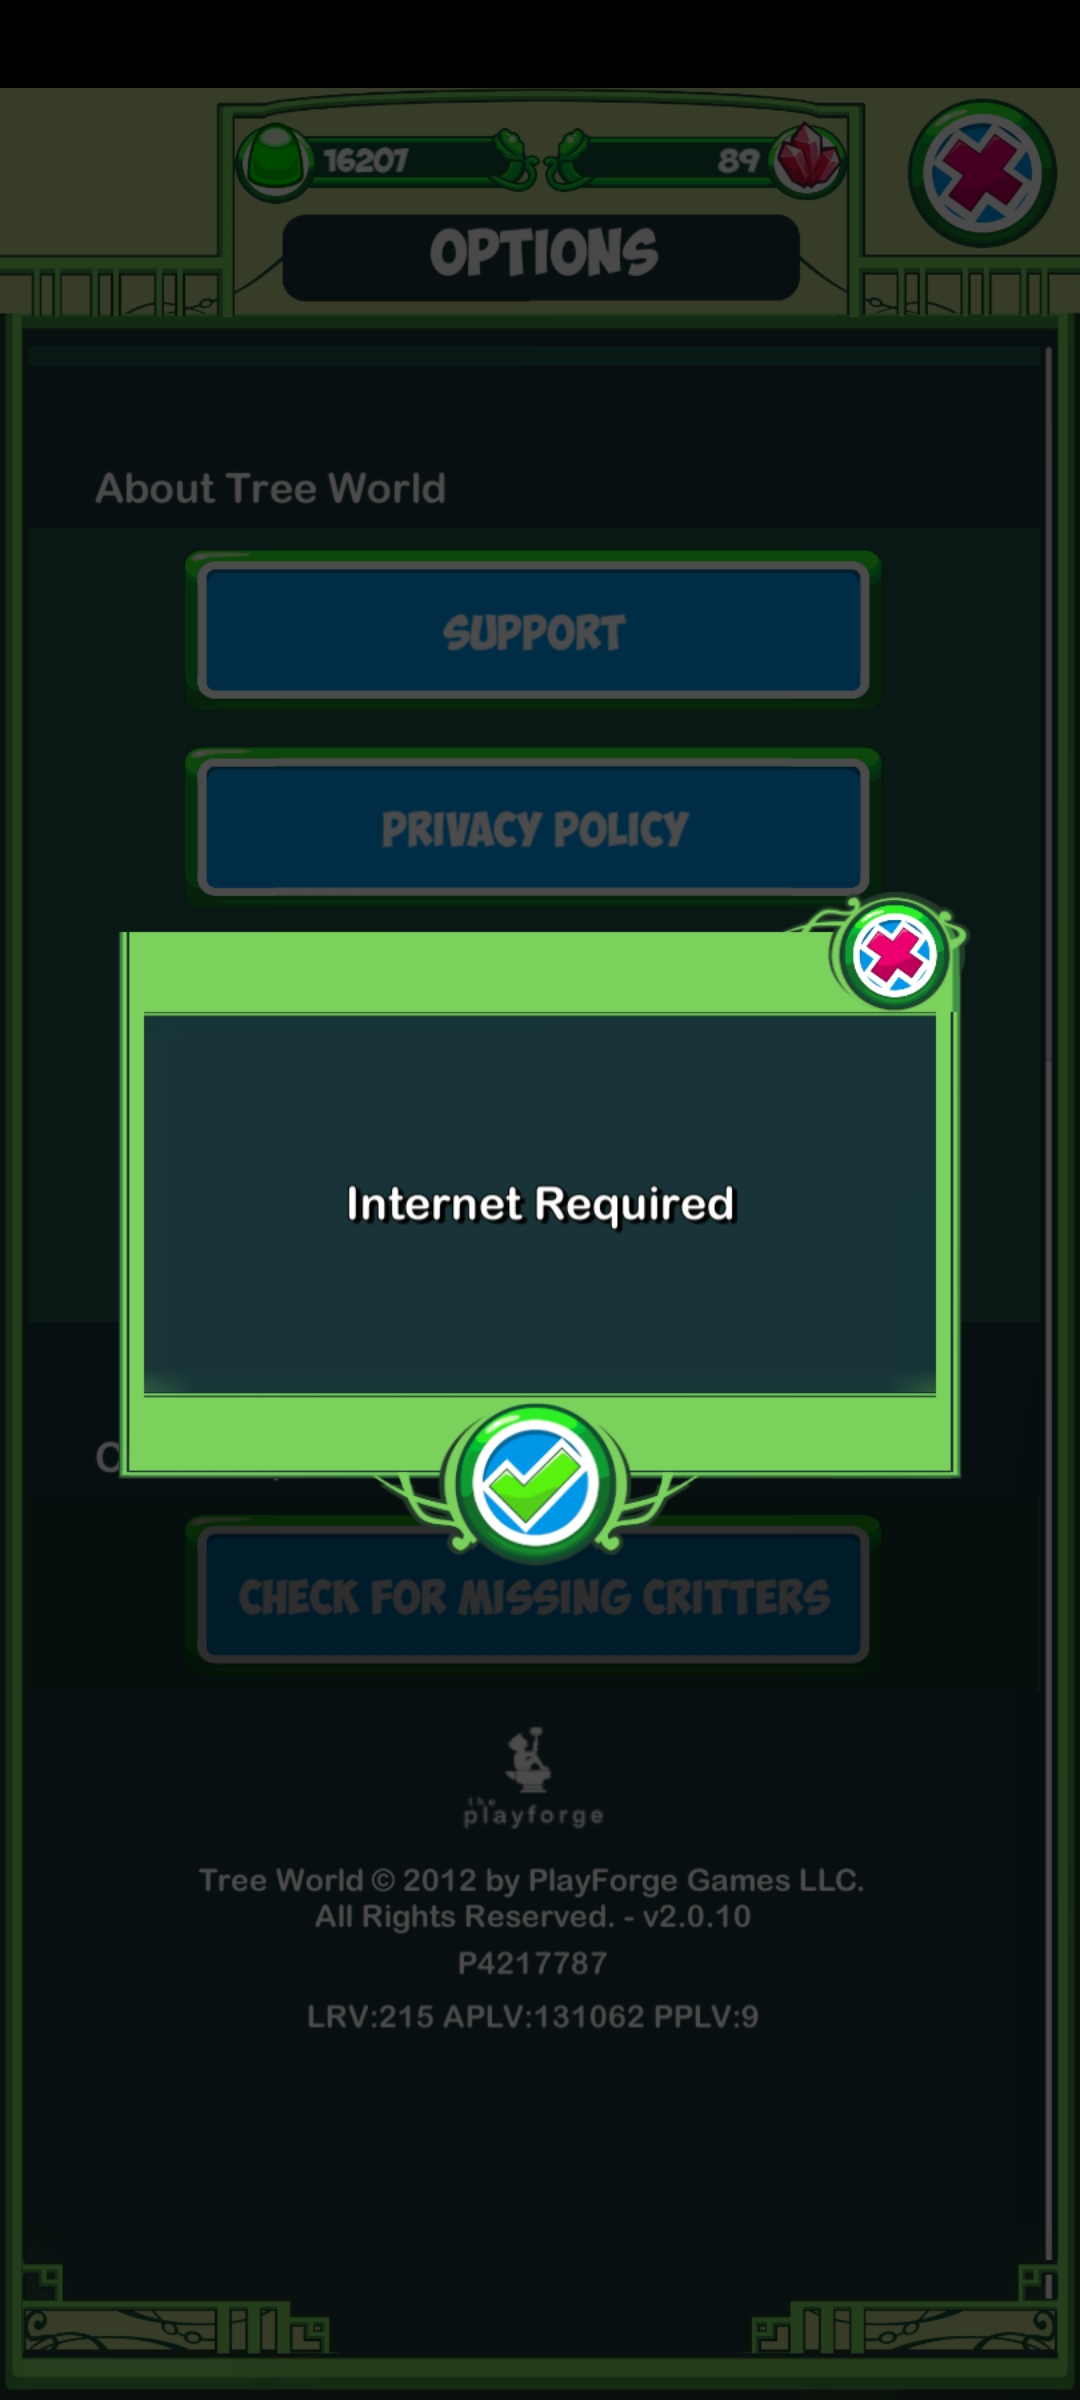 16207
89
OPTIONS
About Tree World
SUPPORT
PRIVACY POLICY
Internet Required
CHECK FOR MISSING CRITTERS
the
playforge
Tree World © 2012 by PlayForge Games LLC.
All Rights Reserved. - v2.0.10
P4217787
LRV:215 APLV:131062 PPLV:9